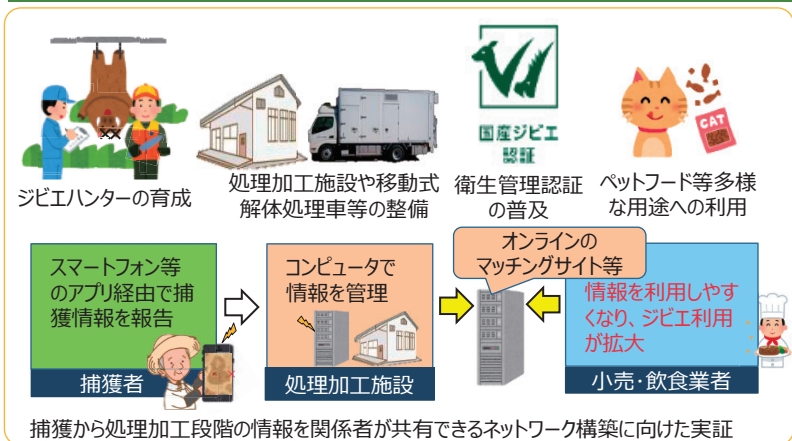 国産ジビエ
認証
CAT
ジビエハンターの育成
処理加工施設や移動式
解体処理車等の整備
衛生管理認証
の普及
ペットフード等多様
な用途への利用
スマートフォン等
のアプリ経由で捕
獲情報を報告
捕獲者
コンピュータで
情報を管理
処理加工施設
オンラインの
マッチングサイト等
情報を利用しやす
くなり、ジビエ利用
が拡大
小売・飲食業者
捕獲から処理加工段階の情報を関係者が共有できるネットワーク構築に向けた実証